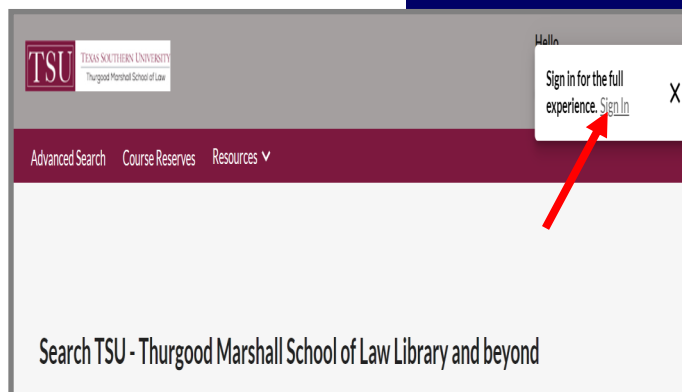 TSU
TEXAS SOUTHERN UNIVERSITY
Thurgood Marshall School of Law
Hello
Sign in for the full
experience. Sign In
X
Advanced Search Course Reserves Resources
Search TSU - Thurgood Marshall School of Law Library and beyond